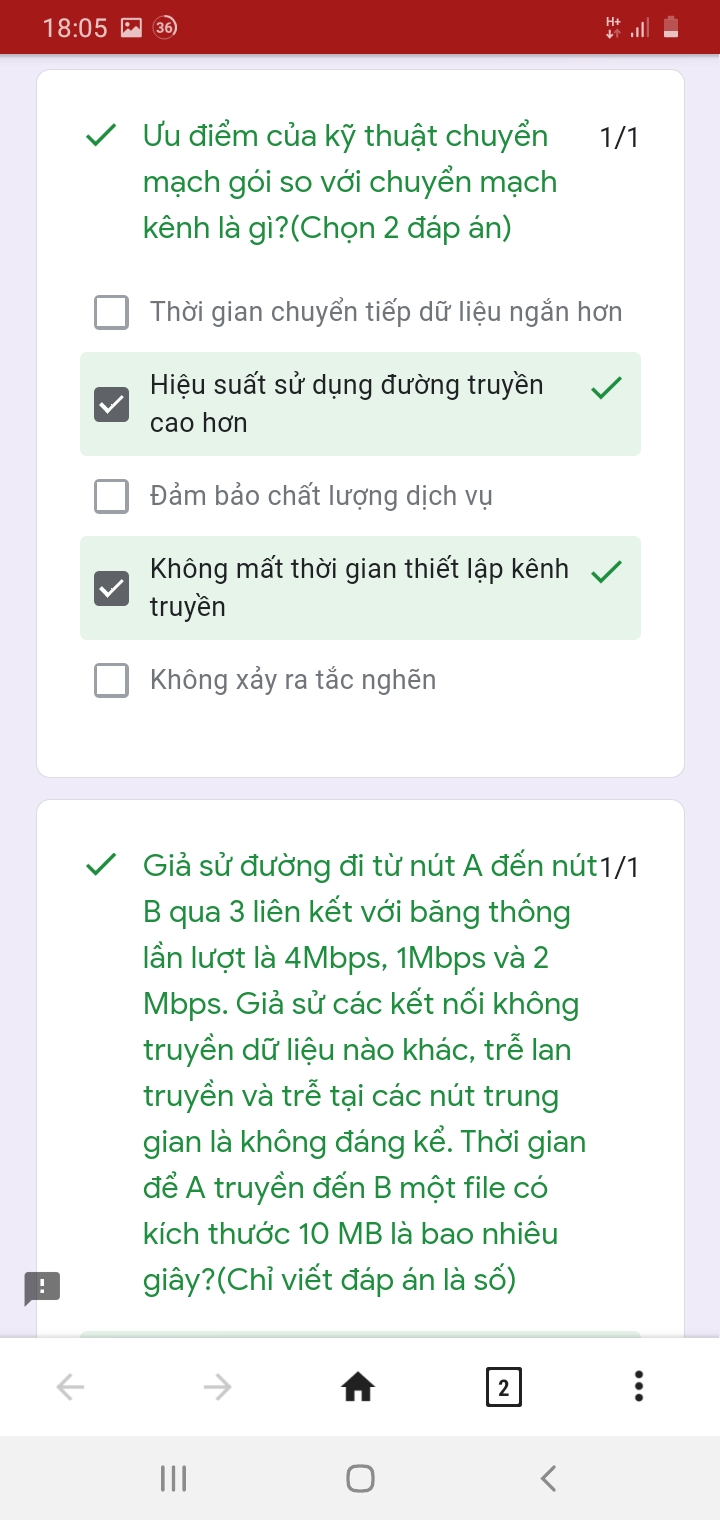 18:05 36 H+
Ưu điểm của kỹ thuật chuyển 1/1
mạch gói so với chuyển mạch
kênh là gì?(Chọn 2 đáp án)
Thời gian chuyển tiếp dữ liệu ngắn hơn
Hiệu suất sử dụng đường truyền
cao hơn
Đảm bảo chất lượng dịch vụ
Không mất thời gian thiết lập kênh
truyền
Không xảy ra tắc nghẽn
Giả sử đường đi từ nút A đến nút 1/1
B qua 3 liên kết với băng thông
lần lượt là 4Mbps, 1Mbps và 2
Mbps. Giả sử các kết nối không
truyền dữ liệu nào khác, trễ lan
truyền và trễ tại các nút trung
gian là không đáng kể. Thời gian
để A truyền đến B một file có
kích thước 10 MB là bao nhiêu
giây?(Chỉ viết đáp án là số)
2